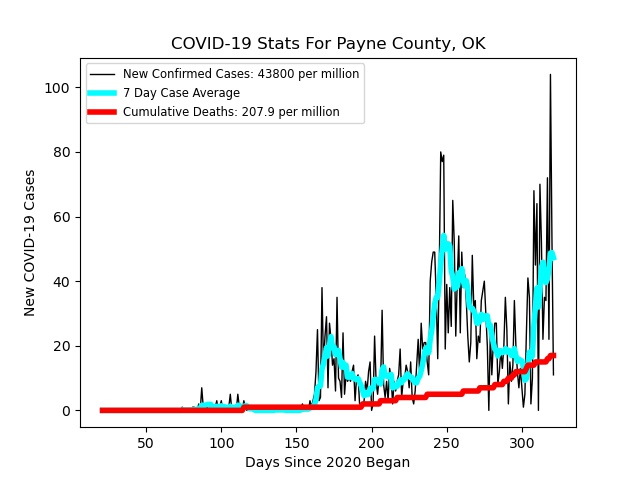 COVID-19 Stats For Payne County, OK
New Confirmed Cases: 43800 per million
7 Day Case Average
Cumulative Deaths: 207.9 per million
New COVID-19 Cases
100
80
60
40
20
0
50 100 150 200 250 300
Days Since 2020 Began